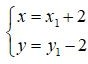 x = x₁ + 2
y = y₁ − 2